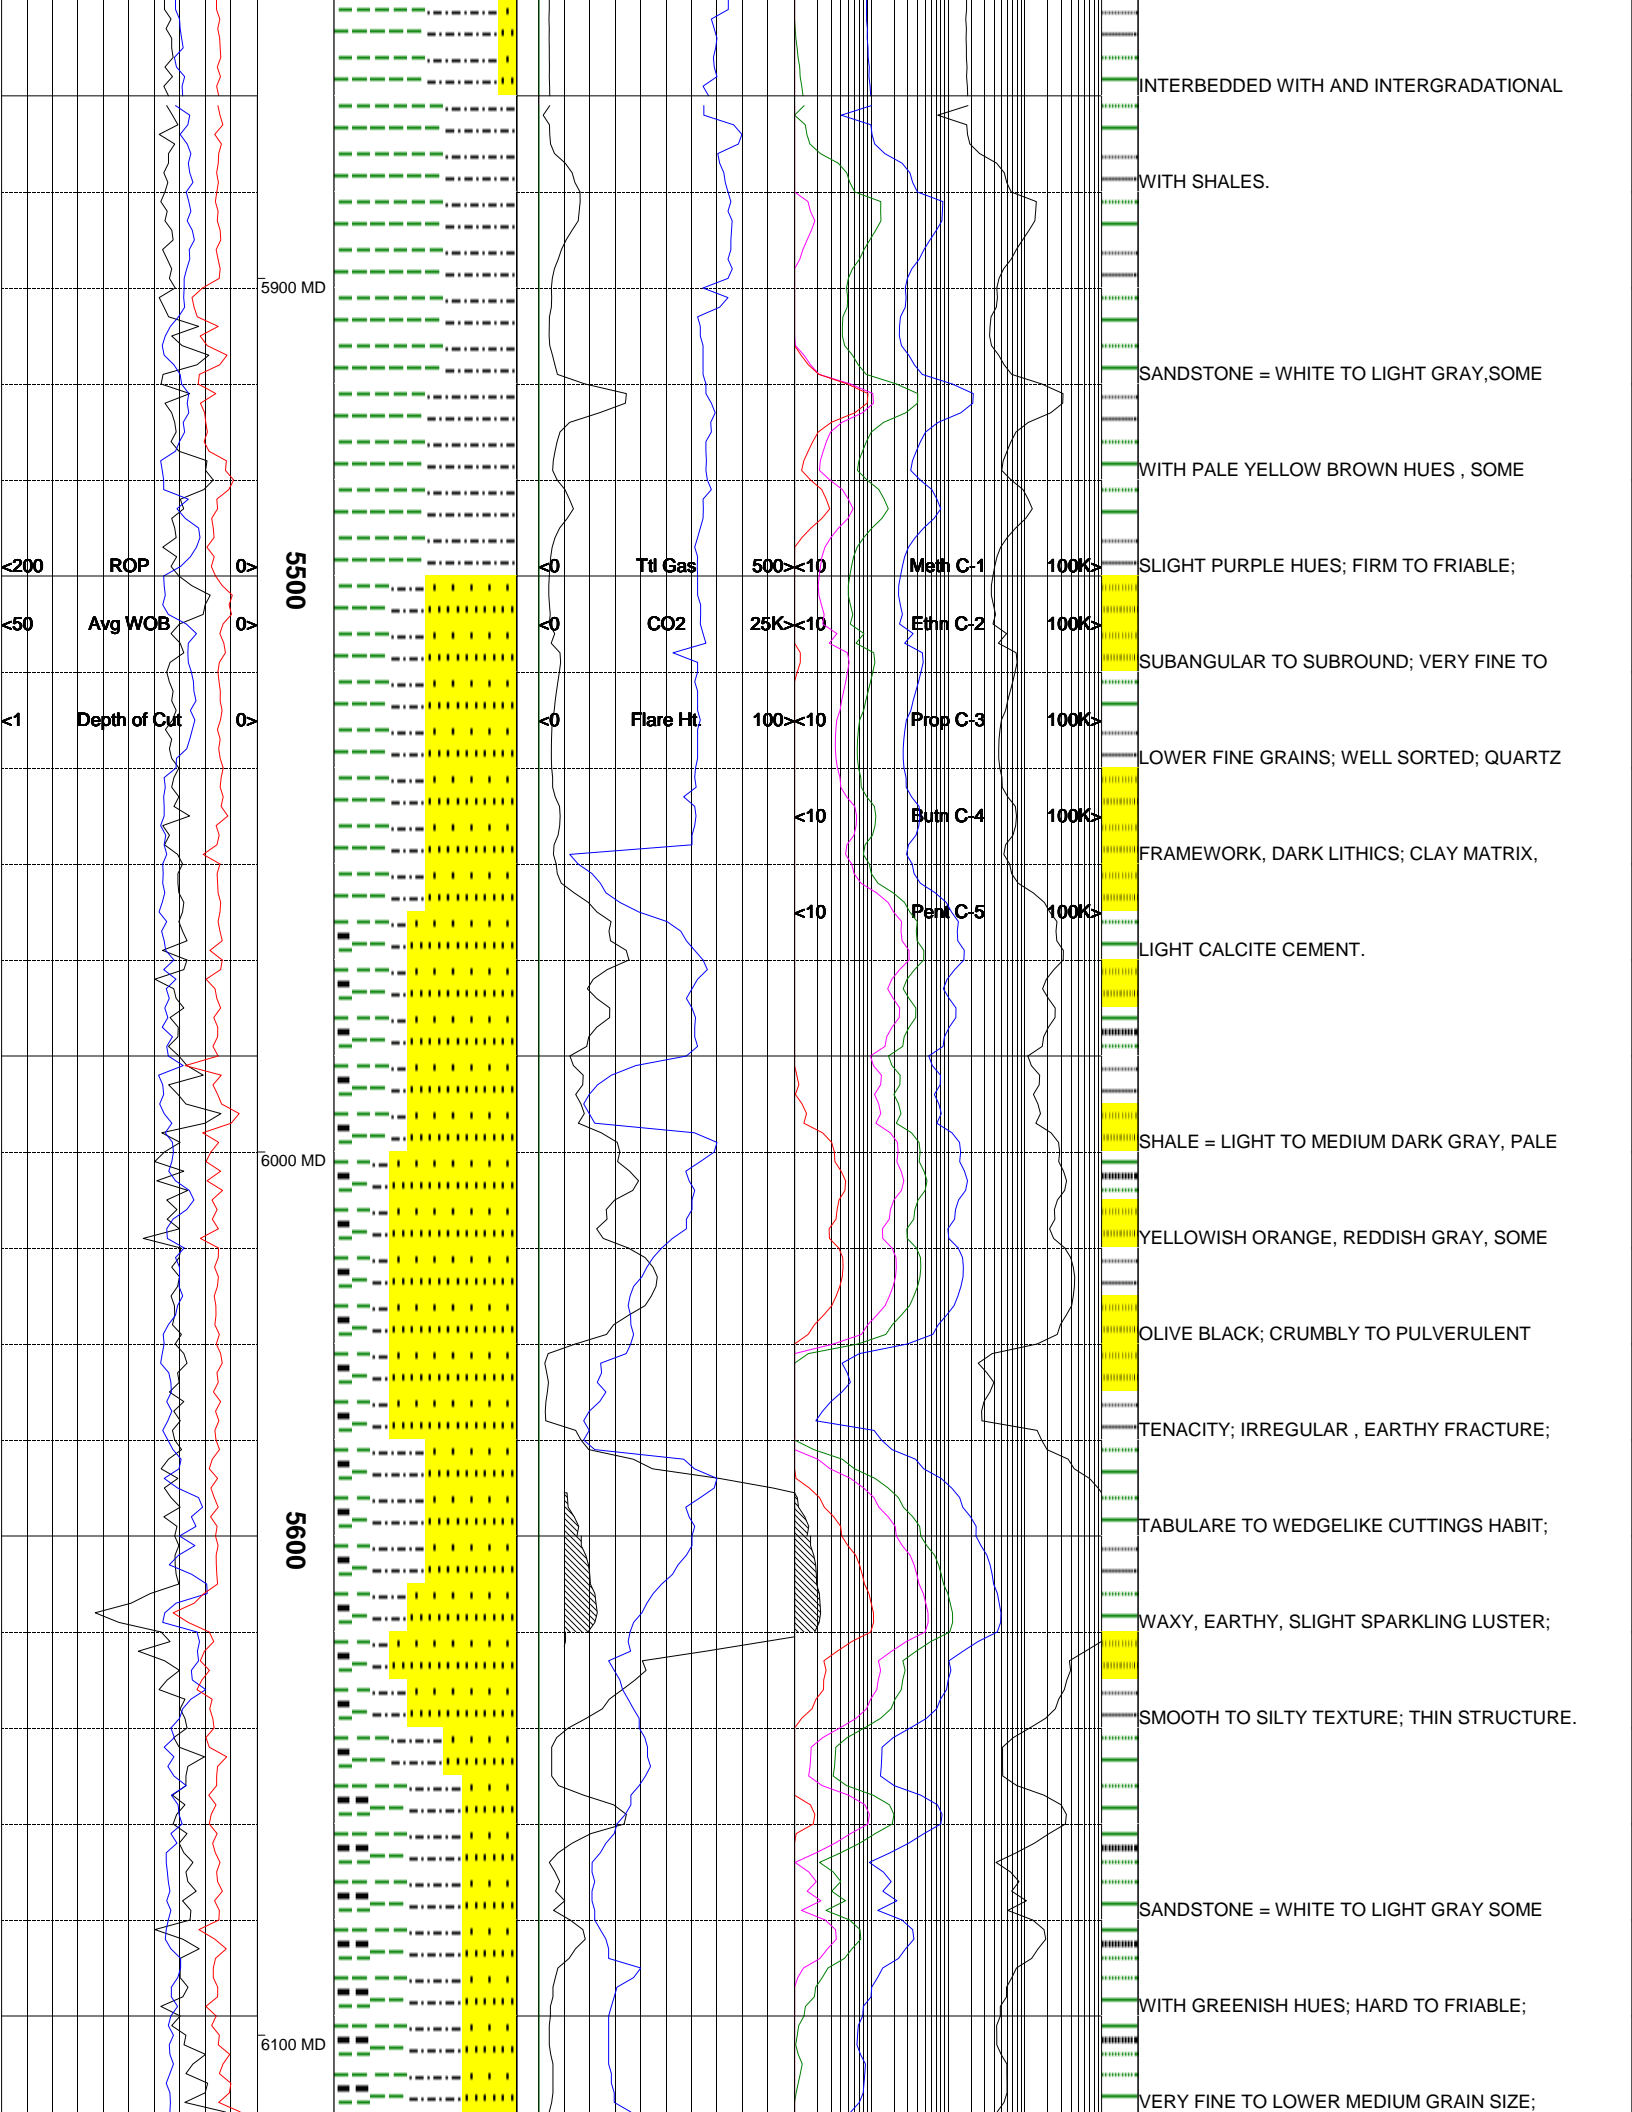 INTERBEDDED WITH AND INTERGRADATIONAL
WITH SHALES.
5900 MD
SANDSTONE = WHITE TO LIGHT GRAY,SOME
WITH PALE YELLOW BROWN HUES , SOME
<200 ROP 0> 5500 <0 Ttl Gas 500> <10 Meth C-1 100K> SLIGHT PURPLE HUES; FIRM TO FRIABLE;
<50 Avg WOB 0> <0 CO2 25K> <10 Ethn C-2 100K>
SUBANGULAR TO SUBROUND; VERY FINE TO
<1 Depth of Cut 0> <0 Flare Ht. 100> <10 Prop C-3 100K>
LOWER FINE GRAINS; WELL SORTED; QUARTZ
<10 Butn C-4 100K>
FRAMEWORK, DARK LITHICS; CLAY MATRIX,
<10 Pent C-5 100K>
LIGHT CALCITE CEMENT.
SHALE = LIGHT TO MEDIUM DARK GRAY, PALE
6000 MD
YELLOWISH ORANGE, REDDISH GRAY, SOME
OLIVE BLACK; CRUMBLY TO PULVERULENT
TENACITY; IRREGULAR , EARTHY FRACTURE;
5600
TABULARE TO WEDGELIKE CUTTINGS HABIT;
WAXY, EARTHY, SLIGHT SPARKLING LUSTER;
SMOOTH TO SILTY TEXTURE; THIN STRUCTURE.
SANDSTONE = WHITE TO LIGHT GRAY SOME
WITH GREENISH HUES; HARD TO FRIABLE;
6100 MD
VERY FINE TO LOWER MEDIUM GRAIN SIZE;